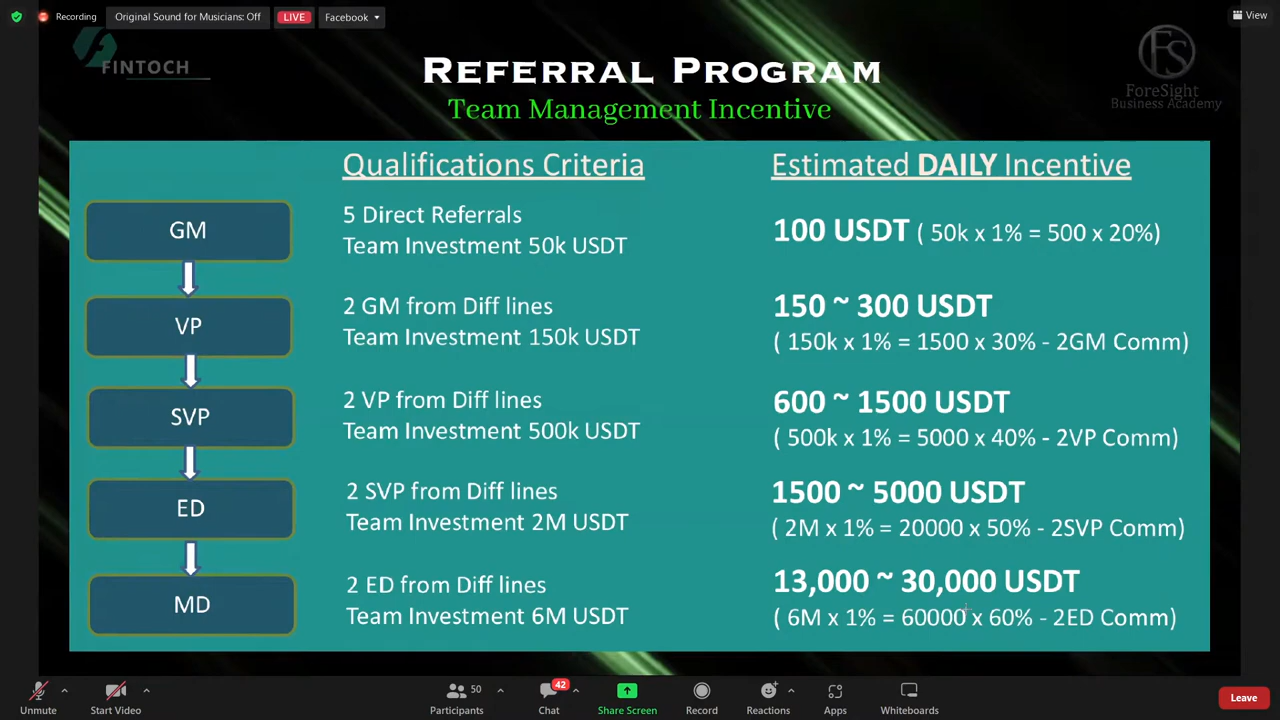 Recording
Original Sound for Musicians: Off
LIVE
Facebook
View
FINTOCH
REFERRAL PROGRAM
Team Management Incentive
FS
ForeSight
Business Academy
Qualifications Criteria
Estimated DAILY Incentive
GM
5 Direct Referrals
Team Investment 50k USDT
100 USDT ( 50k x 1% = 500 x 20%)
VP
2 GM from Diff lines
Team Investment 150k USDT
150 ~ 300 USDT
( 150k x 1% = 1500 x 30% - 2GM Comm)
SVP
2 VP from Diff lines
Team Investment 500k USDT
600 ~ 1500 USDT
( 500k x 1% = 5000 x 40% - 2VP Comm)
ED
2 SVP from Diff lines
Team Investment 2M USDT
1500 ~ 5000 USDT
( 2M x 1% = 20000 x 50% - 2SVP Comm)
MD
2 ED from Diff lines
Team Investment 6M USDT
13,000 ~ 30,000 USDT
( 6M x 1% = 60000 x 60% - 2ED Comm)
Unmute
Start Video
50
Participants
42
Chat
Share Screen
Record
Reactions
Apps
Whiteboards
Leave